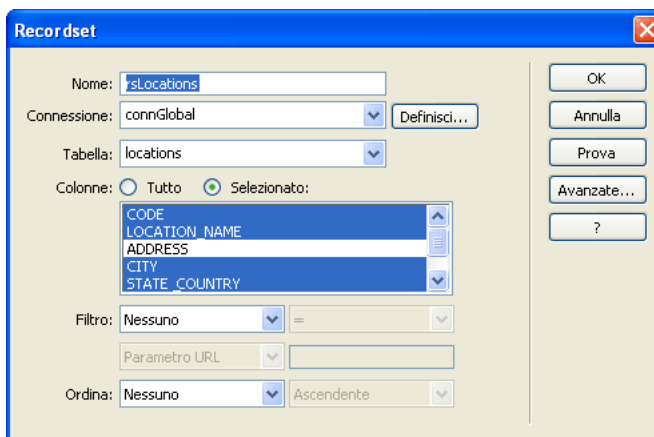 Recordset
Nome: rsLocations
Connessione: connGlobal Definisci...
Tabella: locations
Colonne: Tutto Selezionato:
CODE
LOCATION_NAME
ADDRESS
CITY
STATE_COUNTRY
Filtro: Nessuno =
Parametro URL
Ordina: Nessuno Ascendente
OK
Annulla
Prova
Avanzate...
?